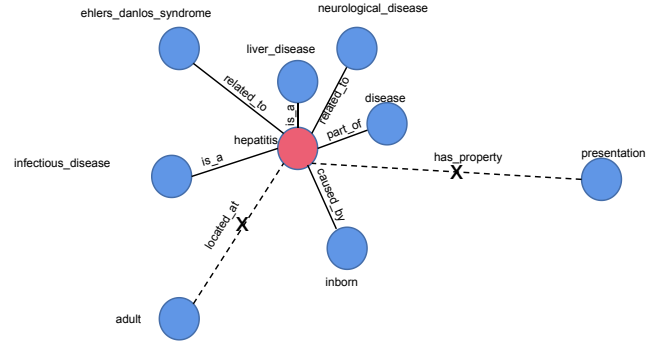 ehlers_danlos_syndrome
neurological_disease
liver_disease
related_to
is_a
related_to
disease
part_of
hepatitis
infectious_disease
is_a
has_property
X
presentation
caused_by
located_at
X
inborn
adult